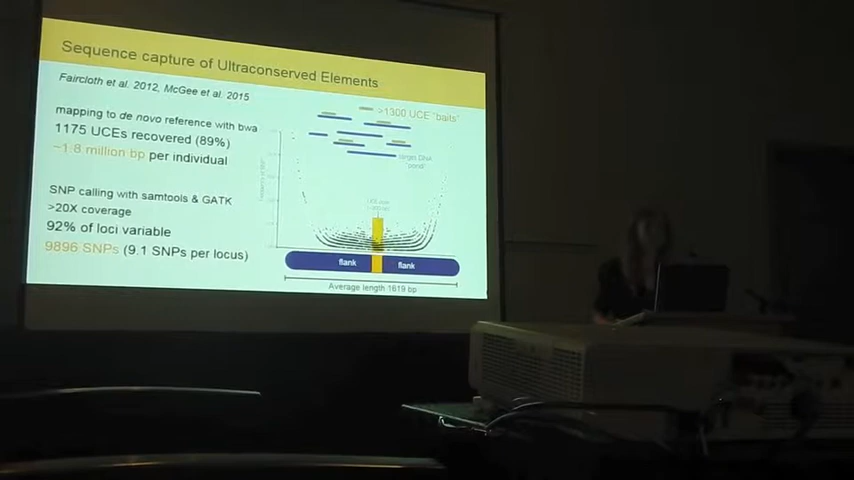 Sequence capture of Ultraconserved Elements
Faircloth et al. 2012, McGee et al. 2015
mapping to de novo reference with bwa
1175 UCEs recovered (89%)
~1.8 million bp per individual
SNP calling with samtools & GATK
>20X coverage
92% of loci variable
9896 SNPs (9.1 SNPs per locus)
>1300 UCE "baits"
target DNA
"pond"
flank
flank
Average length 1619 bp